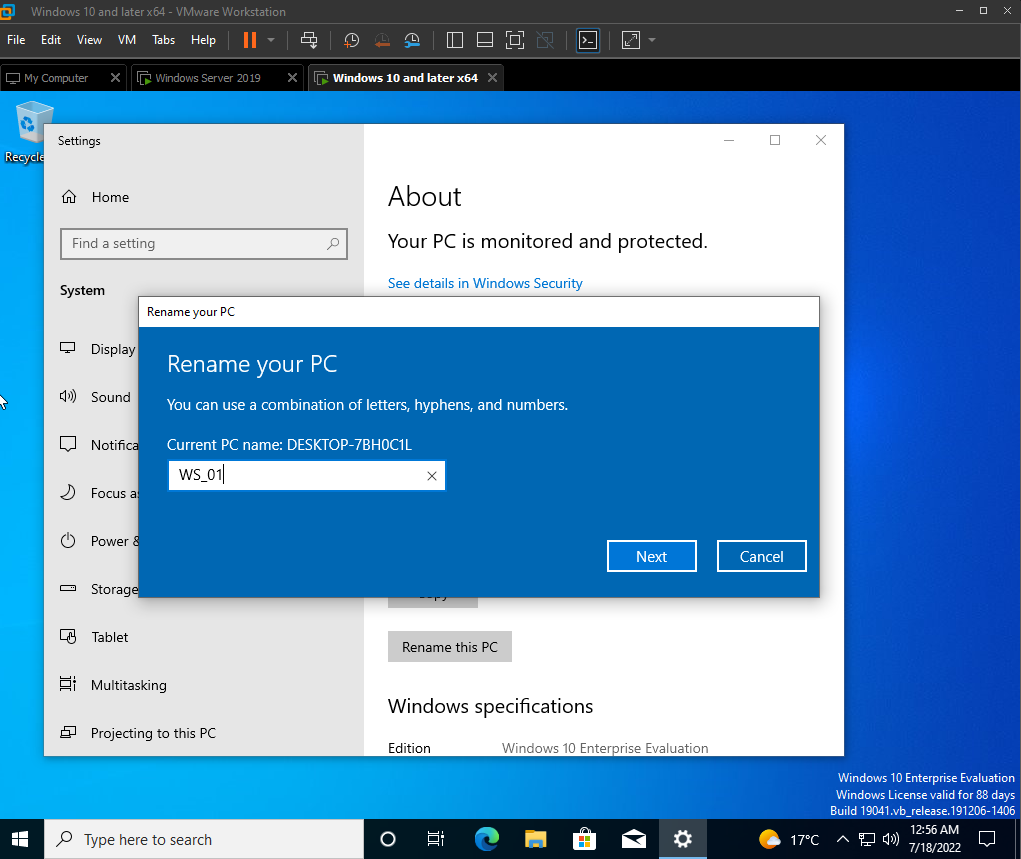 Windows 10 and later x64 - VMware Workstation
File Edit View VM Tabs Help
My Computer Windows Server 2019 Windows 10 and later x64
Recycle
Settings
Home
Find a setting
System
Display
Sound
Notifica
Focus as
Power &
Storage
Tablet
Multitasking
Projecting to this PC
About
Your PC is monitored and protected.
See details in Windows Security
Rename your PC
Rename your PC
You can use a combination of letters, hyphens, and numbers.
Current PC name: DESKTOP-7BH0C1L
WS_01
Next Cancel
Copy
Rename this PC
Windows specifications
Edition Windows 10 Enterprise Evaluation
Windows 10 Enterprise Evaluation
Windows License valid for 88 days
Build 19041.vb_release.191206-1406
Type here to search
17°C
12:56 AM
7/18/2022